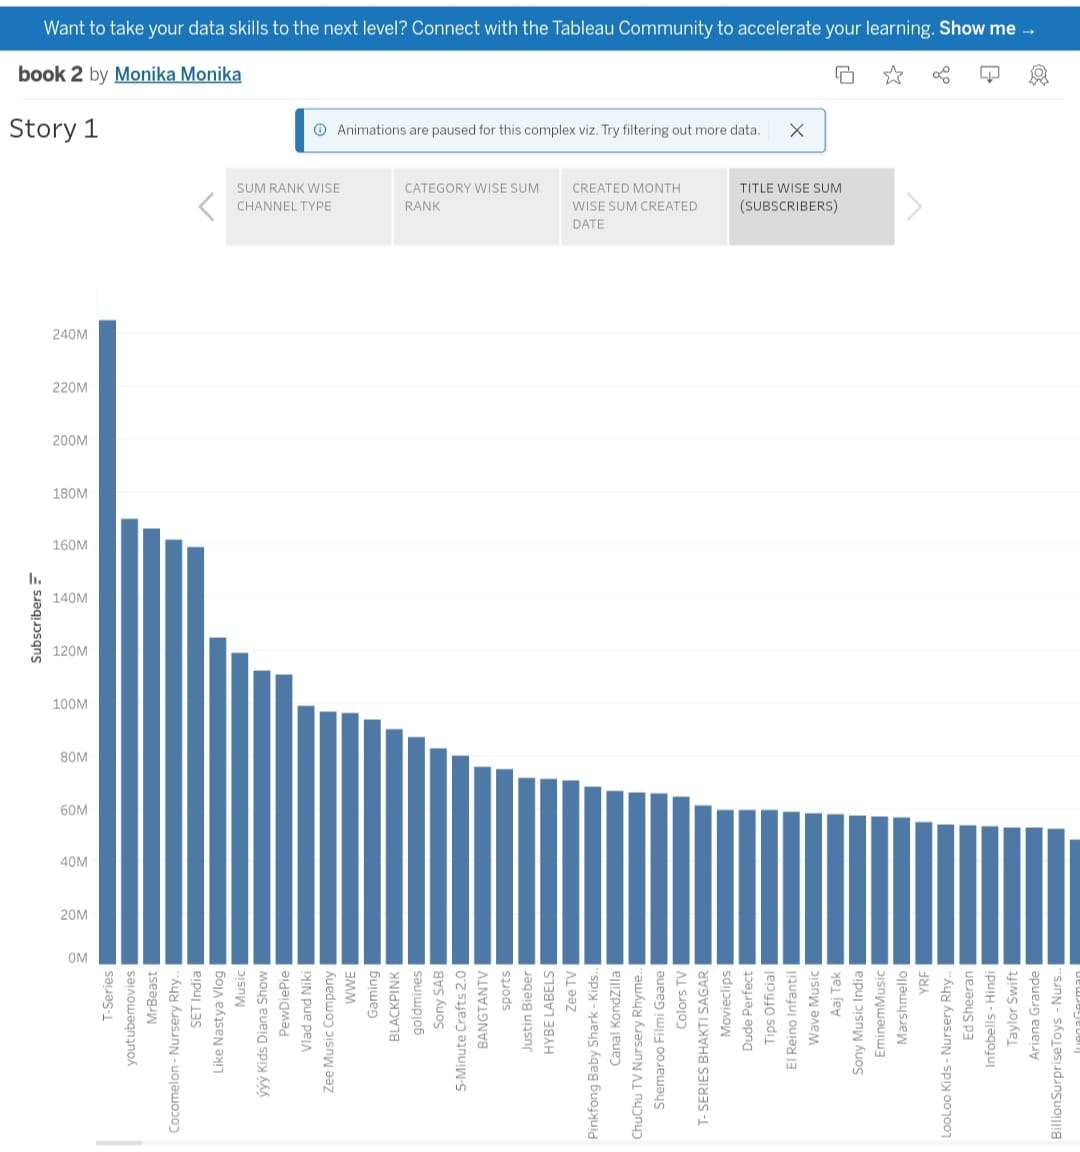 Want to take your data skills to the next level? Connect with the Tableau Community to accelerate your learning. Show me →
book 2 by Monika Monika
Story 1
Animations are paused for this complex viz. Try filtering out more data.
SUM RANK WISE
CHANNEL TYPE
CATEGORY WISE SUM
RANK
CREATED MONTH
WISE SUM CREATED
DATE
TITLE WISE SUM
(SUBSCRIBERS)
Subscribers
240M
220M
200M
180M
160M
140M
120M
100M
80M
60M
40M
20M
0M
T-Series
youtubemovies
MrBeast
Cocomelon - Nursery Rhy..
SET India
Like Nastya Vlog
Music
ýýý Kids Diana Show
PewDiePie
Vlad and Niki
Zee Music Company
WWE
Gaming
BLACKPINK
goldmines
Sony SAB
5-Minute Crafts 2.0
BANGTANTV
sports
Justin Bieber
HYBE LABELS
Zee TV
Pinkfong Baby Shark - Kids..
Canal KondZilla
ChuChu TV Nursery Rhyme..
Shemaroo Filmi Gaane
Colors TV
T- SERIES BHAKTI SAGAR
Movieclips
Dude Perfect
Tips Official
El Reino Infantil
Wave Music
Aaj Tak
Sony Music India
EminemMusic
Marshmello
YRF
LooLoo Kids - Nursery Rhy..
Ed Sheeran
Infobells - Hindi
Taylor Swift
Ariana Grande
BillionSurpriseToys - Nurs..